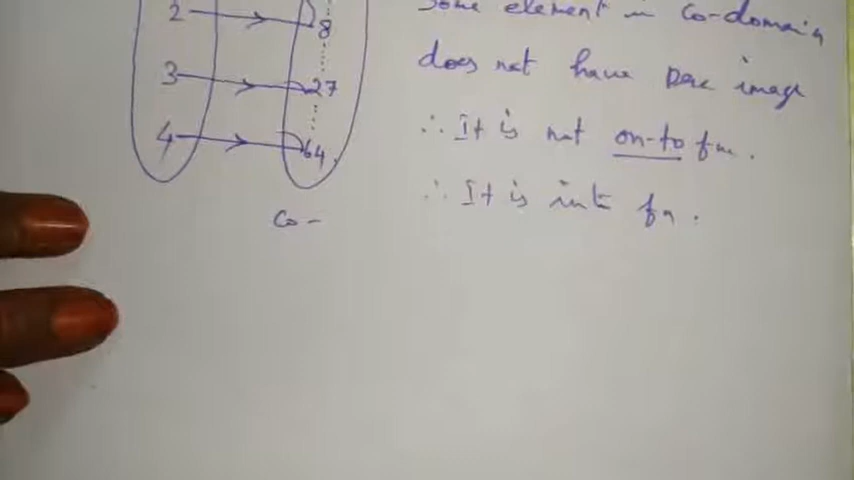 2 8
some element in Co-domain
3 27
does not have pre image
4 64
∴ It is not on-to fn.
∴ It is into fn.
Co-